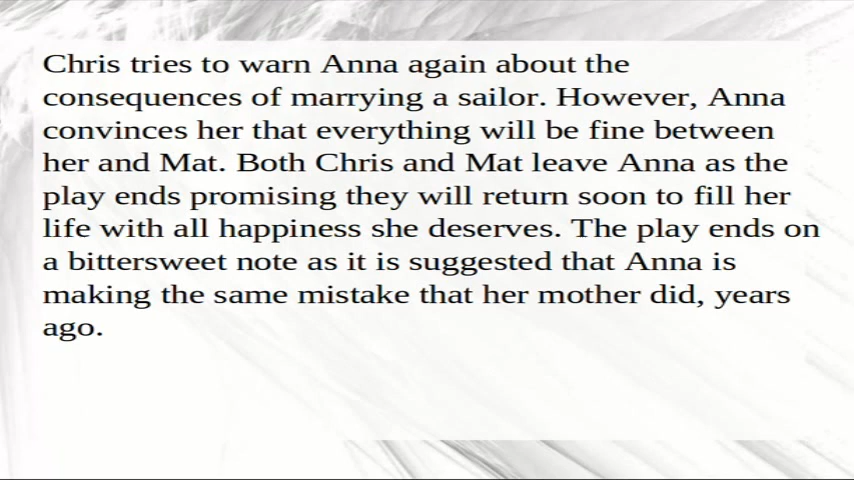 Chris tries to warn Anna again about the
consequences of marrying a sailor. However, Anna
convinces her that everything will be fine between
her and Mat. Both Chris and Mat leave Anna as the
play ends promising they will return soon to fill her
life with all happiness she deserves. The play ends on
a bittersweet note as it is suggested that Anna is
making the same mistake that her mother did, years
ago.